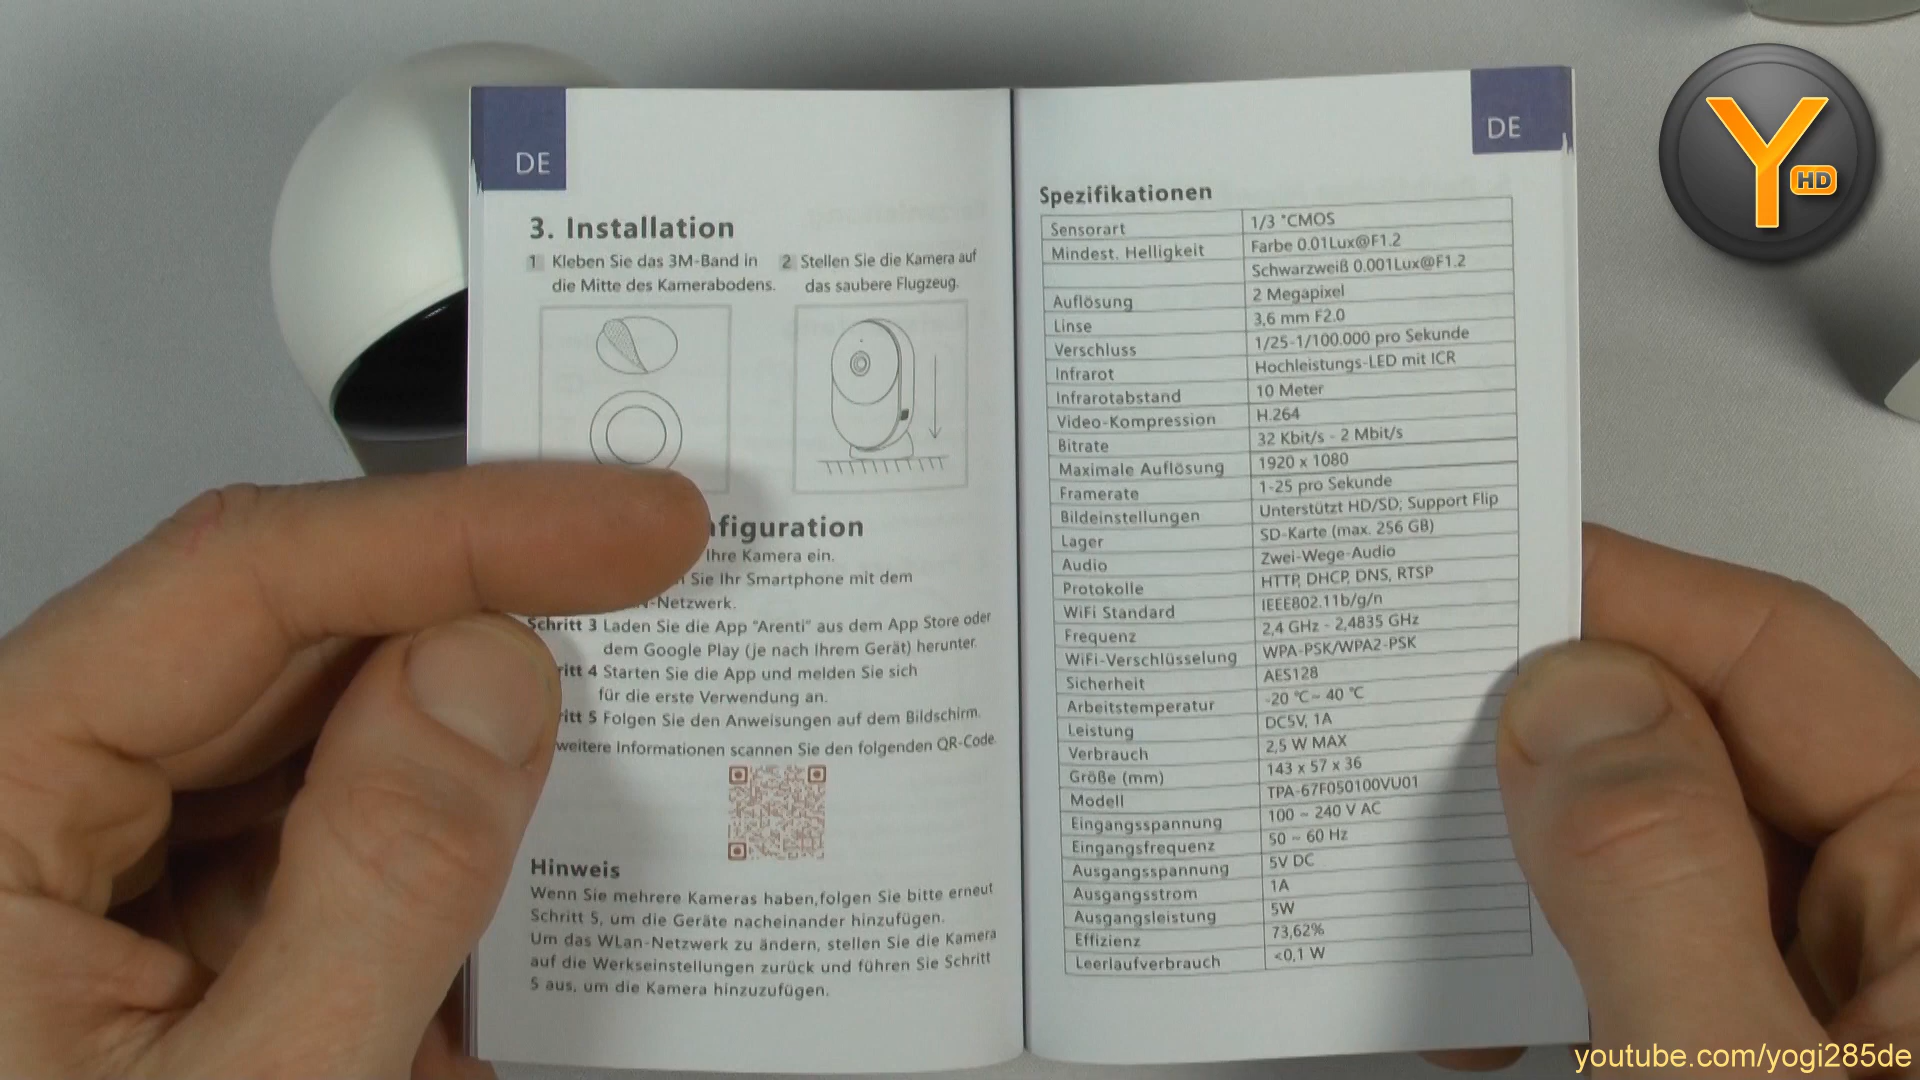 DE
3. Installation
1 Kleben Sie das 3M-Band in
die Mitte des Kamerabodens.
2 Stellen Sie die Kamera auf
das saubere Flugzeug.
Ihre Kamera ein.
Sie Ihr Smartphone mit dem
-Netzwerk.
Schritt 3 Laden Sie die App "Arenti" aus dem App Store oder
dem Google Play (je nach Ihrem Gerät) herunter.
4 Starten Sie die App und melden Sie sich
für die erste Verwendung an.
5 Folgen Sie den Anweisungen auf dem Bildschirm.
weitere Informationen scannen Sie den folgenden QR-Code
Hinweis
Wenn Sie mehrere Kameras haben,folgen Sie bitte erneut
Schritt 5, um die Geräte nacheinander hinzufügen.
Um das WLan-Netzwerk zu ändern, stellen Sie die Kamera
auf die Werkseinstellungen zurück und führen Sie Schritt
5 aus, um die Kamera hinzuzufügen.
DE
Spezifikationen
Sensorart 1/3 "CMOS
Mindest. Helligkeit Farbe 0.01Lux@F1.2
Schwarzweiß 0.001Lux@F1.2
Auflösung 2 Megapixel
Linse 3,6 mm F2.0
Verschluss 1/25-1/100.000 pro Sekunde
Infrarot Hochleistungs-LED mit ICR
Infrarotabstand 10 Meter
Video-Kompression H.264
Bitrate 32 Kbit/s - 2 Mbit/s
Maximale Auflösung 1920 x 1080
Framerate 1-25 pro Sekunde
Bildeinstellungen Unterstützt HD/SD; Support Flip
Lager SD-Karte (max. 256 GB)
Audio Zwei-Wege-Audio
Protokolle HTTP, DHCP, DNS, RTSP
WiFi Standard IEEE802.11b/g/n
Frequenz 2,4 GHz - 2,4835 GHz
WiFi-Verschlüsselung WPA-PSK/WPA2-PSK
Sicherheit AES128
Arbeitstemperatur -20 ℃~ 40 ℃
Leistung DC5V, 1A
Verbrauch 2,5 W MAX
Größe (mm) 143 x 57 x 36
Modell TPA-67F050100VU01
Eingangsspannung 100 ~ 240 V AC
Eingangsfrequenz 50 ~ 60 Hz
Ausgangsspannung 5V DC
Ausgangsstrom 1A
Ausgangsleistung 5W
Effizienz 73,62%
Leerlaufverbrauch <0,1 W
Y HD
youtube.com/yogi285de